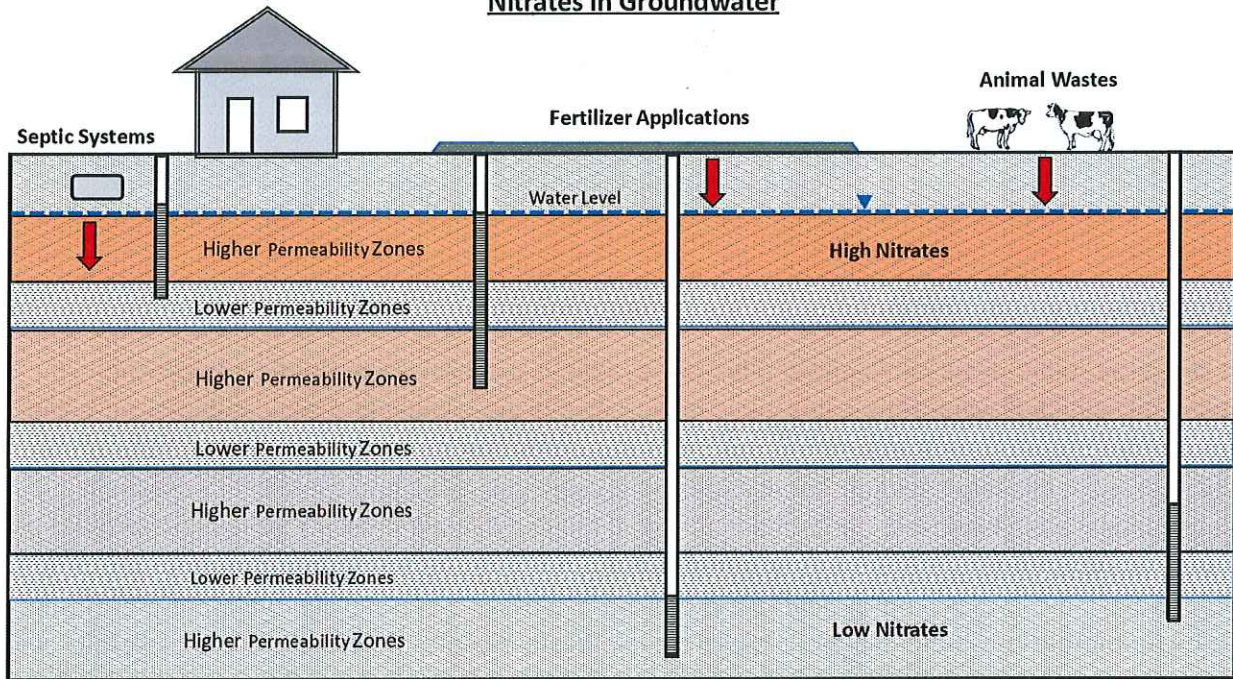 Nitrates in Groundwater
Animal Wastes
Fertilizer Applications
Septic Systems
Water Level
Higher Permeability Zones
High Nitrates
Lower Permeability Zones
Higher Permeability Zones
Lower Permeability Zones
Higher Permeability Zones
Lower Permeability Zones
Higher Permeability Zones
Low Nitrates